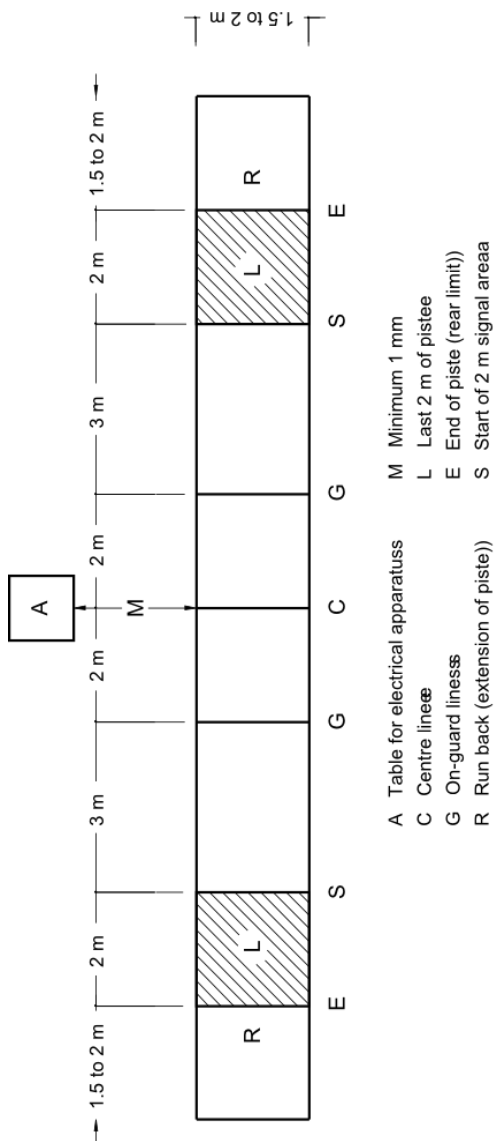 A
1.5 to 2 m 2 m 3 m 2 m 2 m 3 m 2 m 1.5 to 2 m
M
R L L R 1.5 to 2 m
E S G C G S E
A Table for electrical apparatuss
C Centre linee
G On-guard liness
R Run back (extension of piste))
M Minimum 1 mm
L Last 2 m of pistee
E End of piste (rear limit))
S Start of 2 m signal areaa